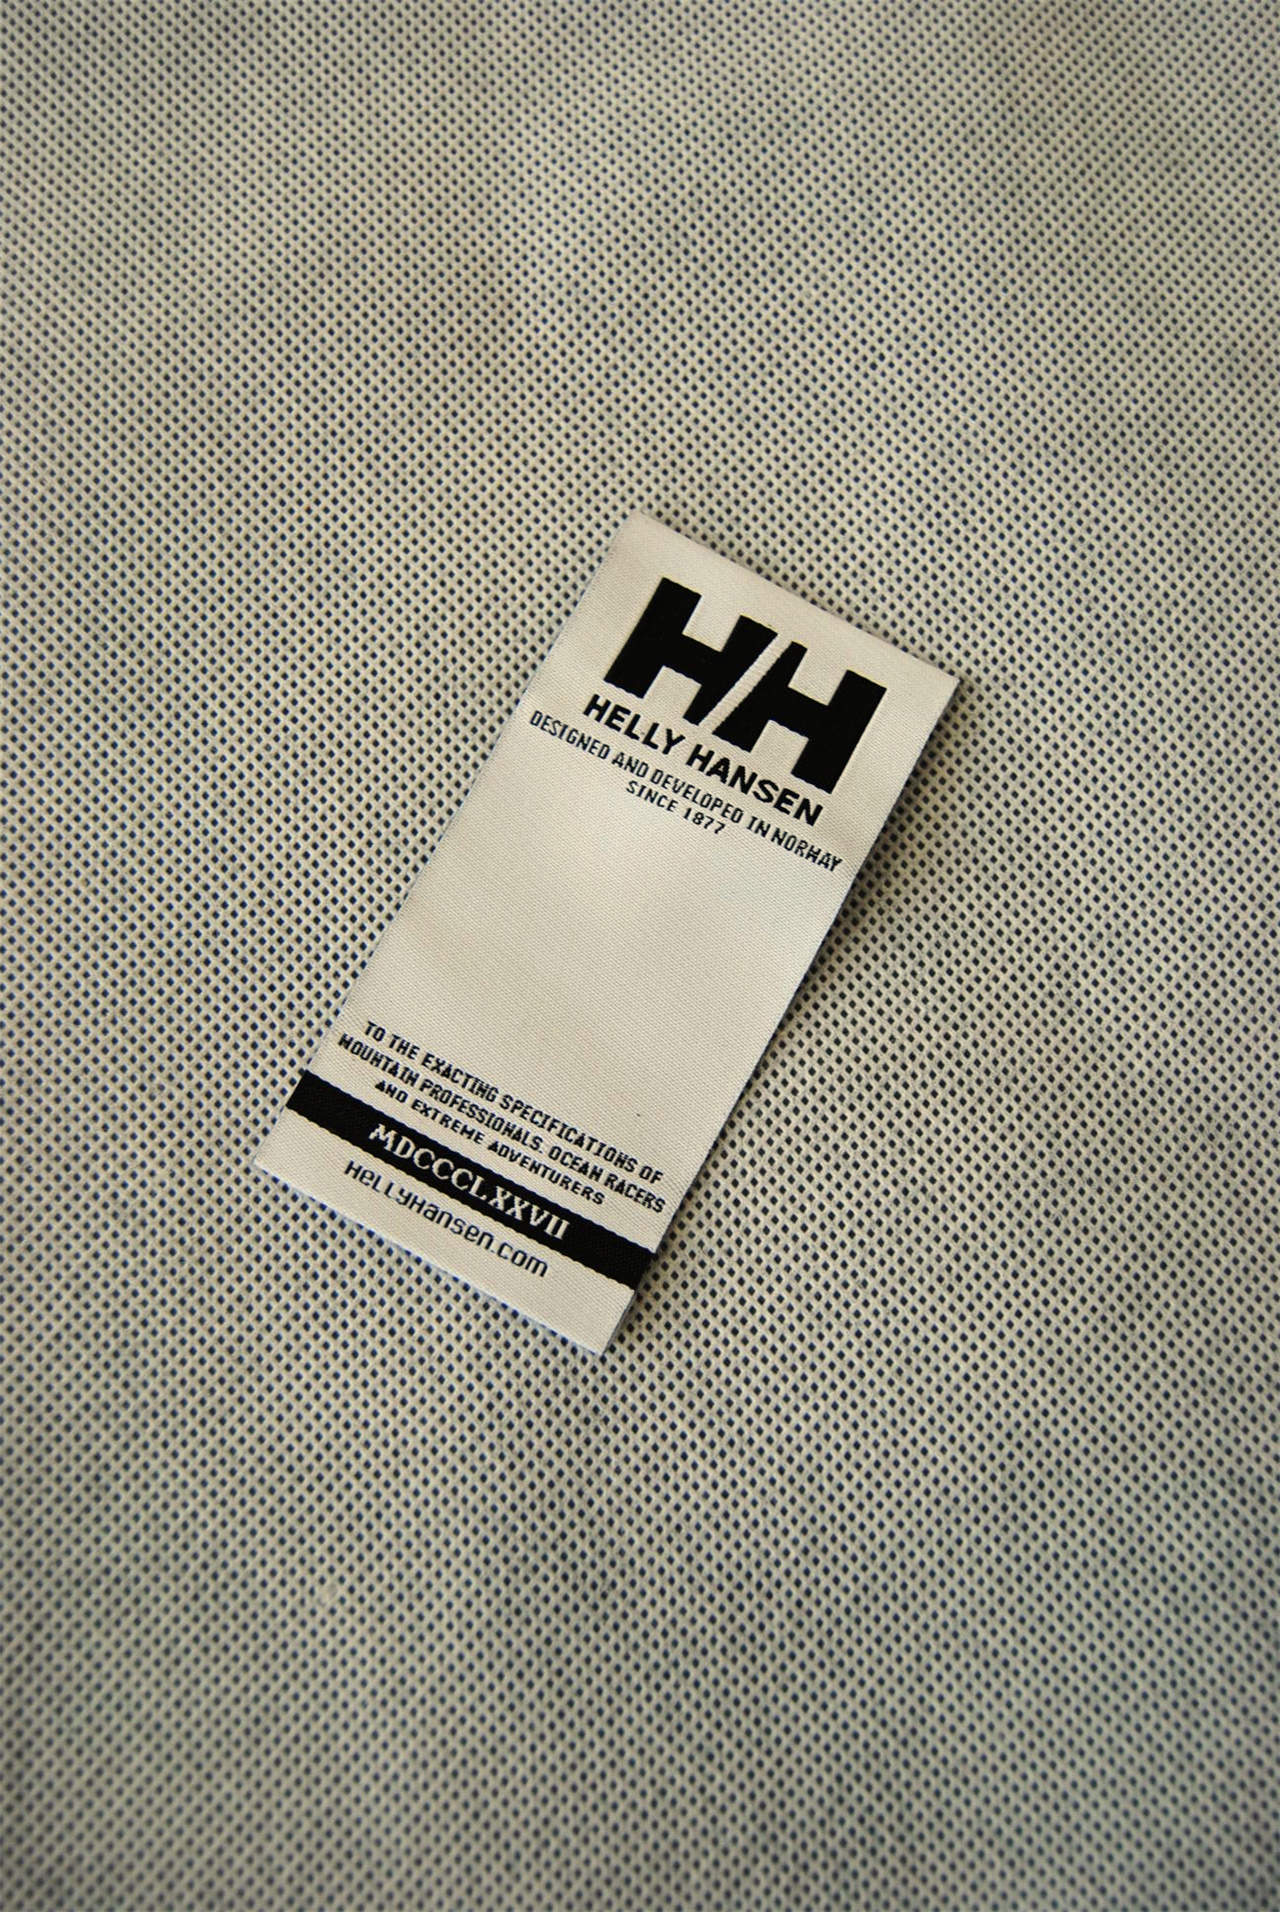 HH
HELLY HANSEN
DESIGNED AND DEVELOPED IN NORWAY
SINCE 1877
TO THE EXACTING SPECIFICATIONS OF
MOUNTAIN PROFESSIONALS, OCEAN RACERS
AND EXTREME ADVENTURERS
MDCCCLXXVII
HeLLyHansen.com